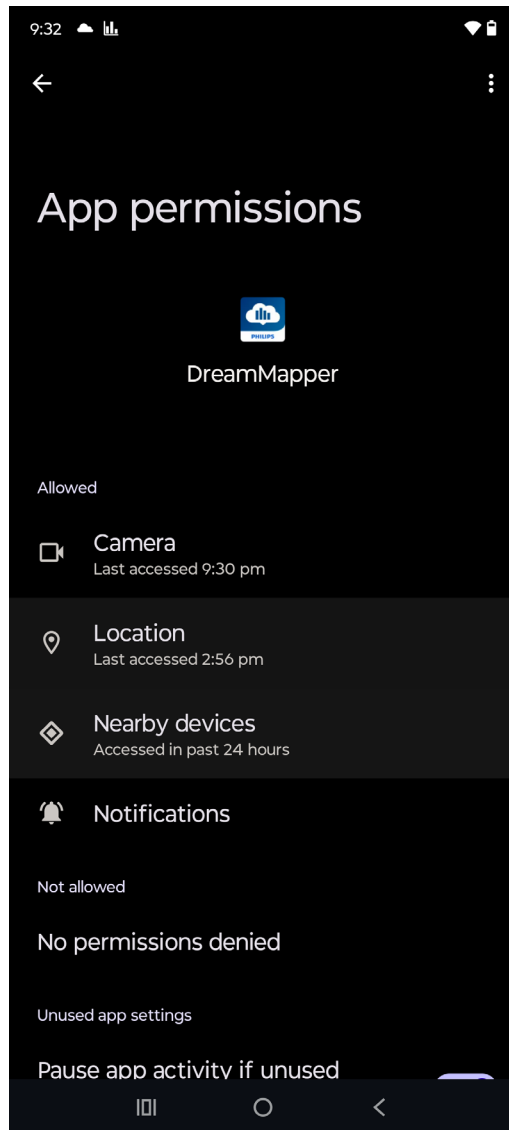 9:32
App permissions
PHILIPS
DreamMapper
Allowed
Camera
Last accessed 9:30 pm
Location
Last accessed 2:56 pm
Nearby devices
Accessed in past 24 hours
Notifications
Not allowed
No permissions denied
Unused app settings
Pause app activity if unused